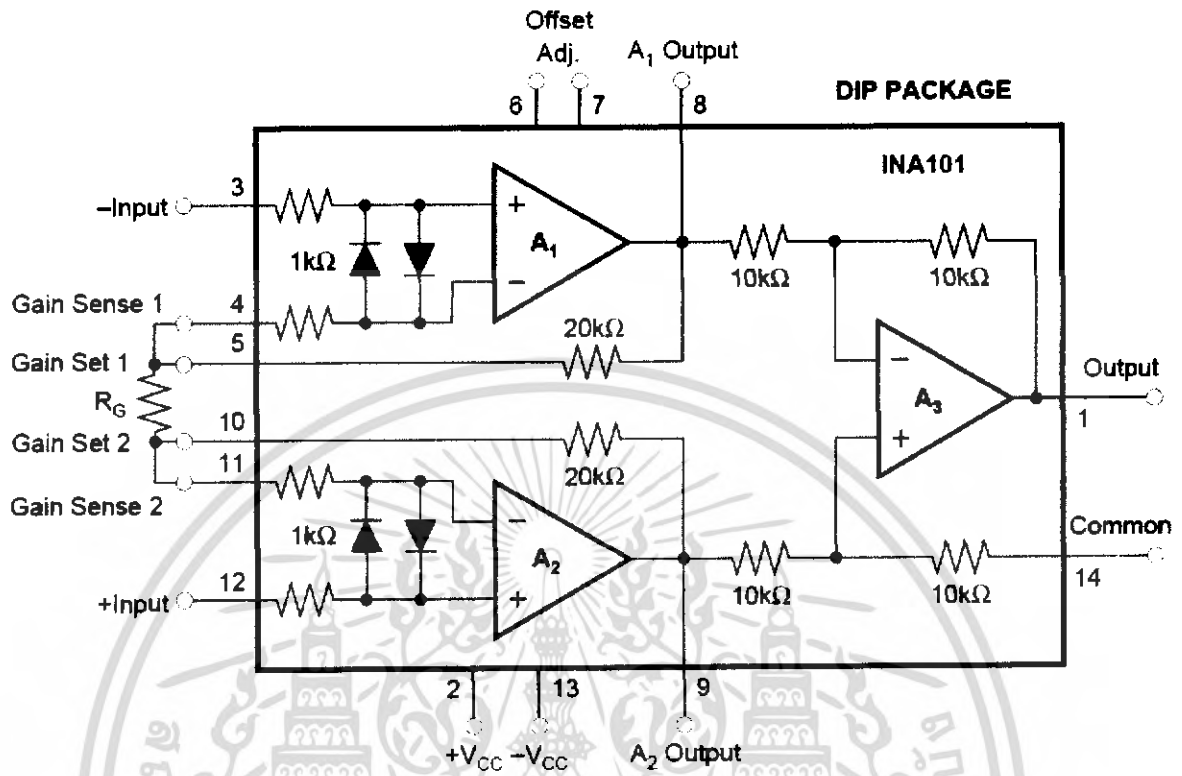 Offset
Adj.
A1 Output
6
7
8
DIP PACKAGE
INA101
–Input
3
+
A1
–
1kΩ
10kΩ
10kΩ
Gain Sense 1
4
5
20kΩ
Gain Set 1
RG
–
A3
+
Output
1
Gain Set 2
10
11
20kΩ
Gain Sense 2
1kΩ
–
A2
+
Common
14
+Input
12
10kΩ
10kΩ
2
13
9
+VCC
–VCC
A2 Output